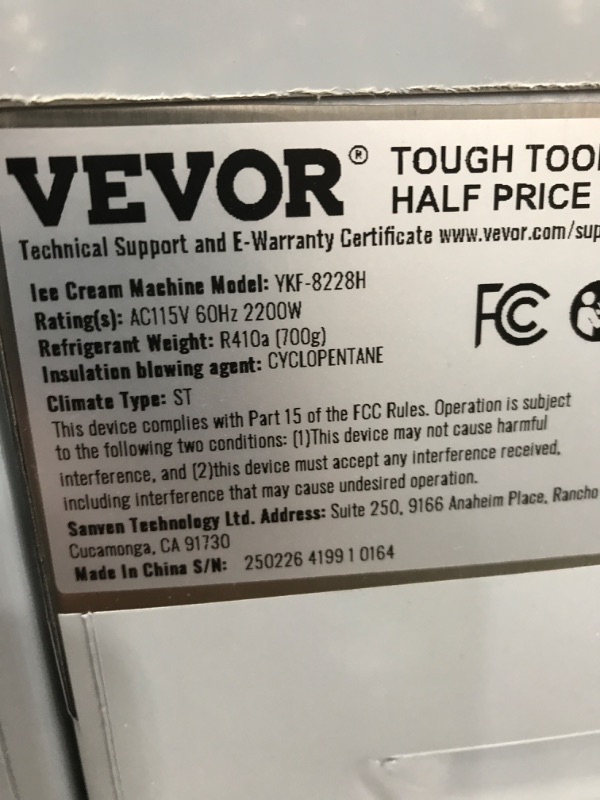 VEVOR® TOUGH TOO
HALF PRICE
Technical Support and E-Warranty Certificate www.vevor.com/sup
Ice Cream Machine Model: YKF-8228H
Rating(s): AC115V 60Hz 2200W
Refrigerant Weight: R410a (700g)
Insulation blowing agent: CYCLOPENTANE
Climate Type: ST
FC
This device complies with Part 15 of the FCC Rules. Operation is subject
to the following two conditions: (1)This device may not cause harmful
interference, and (2)this device must accept any interference received,
including interference that may cause undesired operation.
Sanven Technology Ltd. Address: Suite 250, 9166 Anaheim Place, Rancho
Cucamonga, CA 91730
Made In China S/N: 250226 4199 1 0164